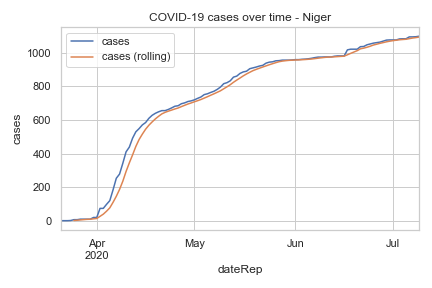 COVID-19 cases over time - Niger
cases
cases (rolling)
1000
800
600
400
200
0
cases
Apr
2020
May
Jun
Jul
dateRep